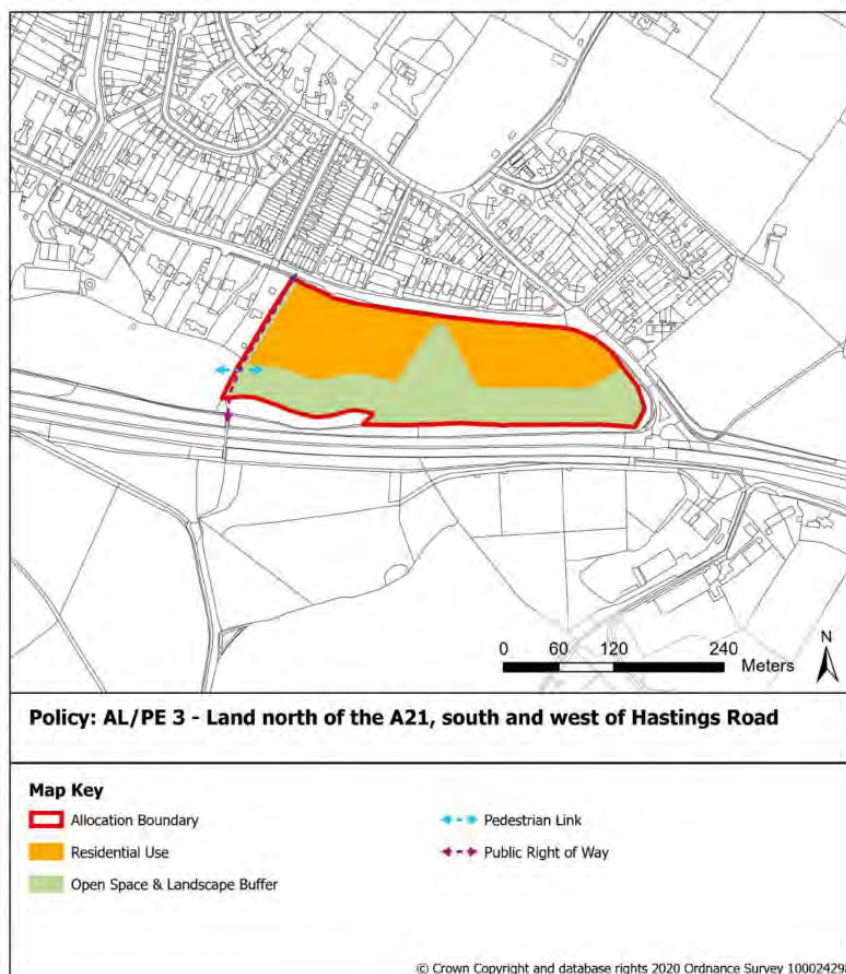 N
0 60 120 240
Meters
Policy: AL/PE 3 - Land north of the A21, south and west of Hastings Road
Map Key
Allocation Boundary
Residential Use
Open Space & Landscape Buffer
Pedestrian Link
Public Right of Way
© Crown Copyright and database rights 2020 Ordnance Survey 100024298